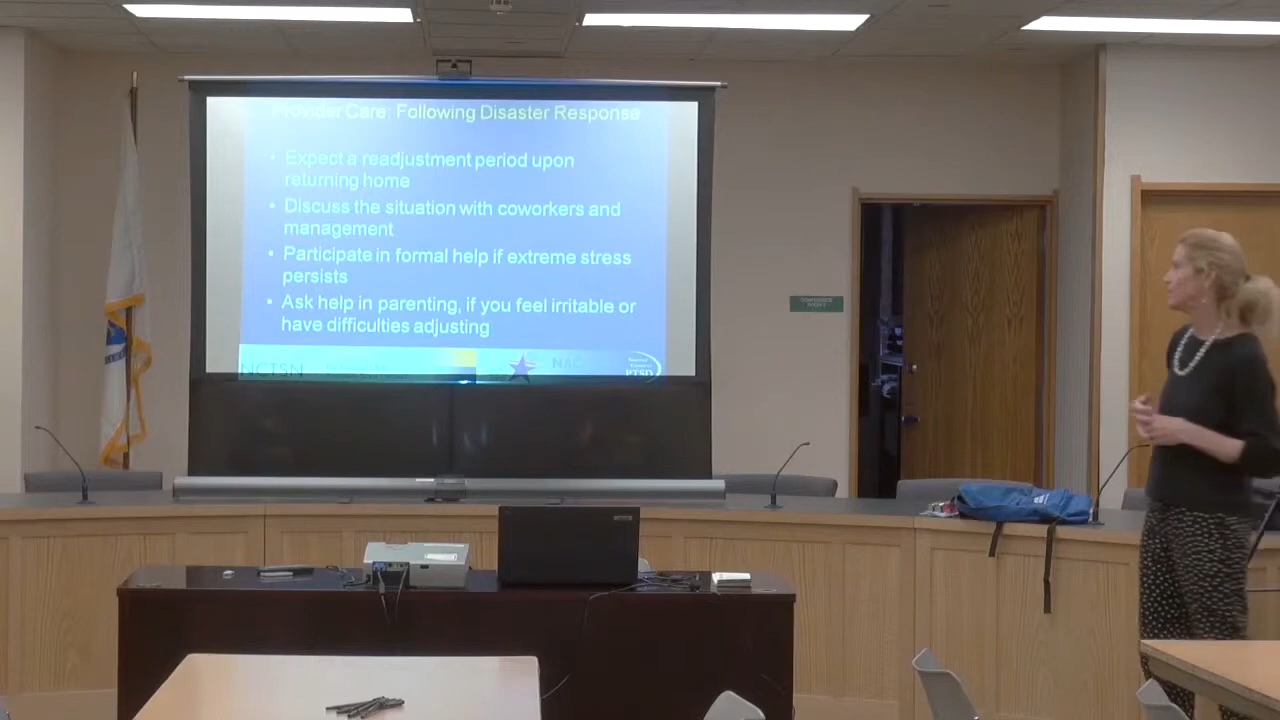 Provider Care: Following Disaster Response
• Expect a readjustment period upon
returning home
• Discuss the situation with coworkers and
management
• Participate in formal help if extreme stress
persists
• Ask help in parenting, if you feel irritable or
have difficulties adjusting
NCTSN
NAC
PTSD